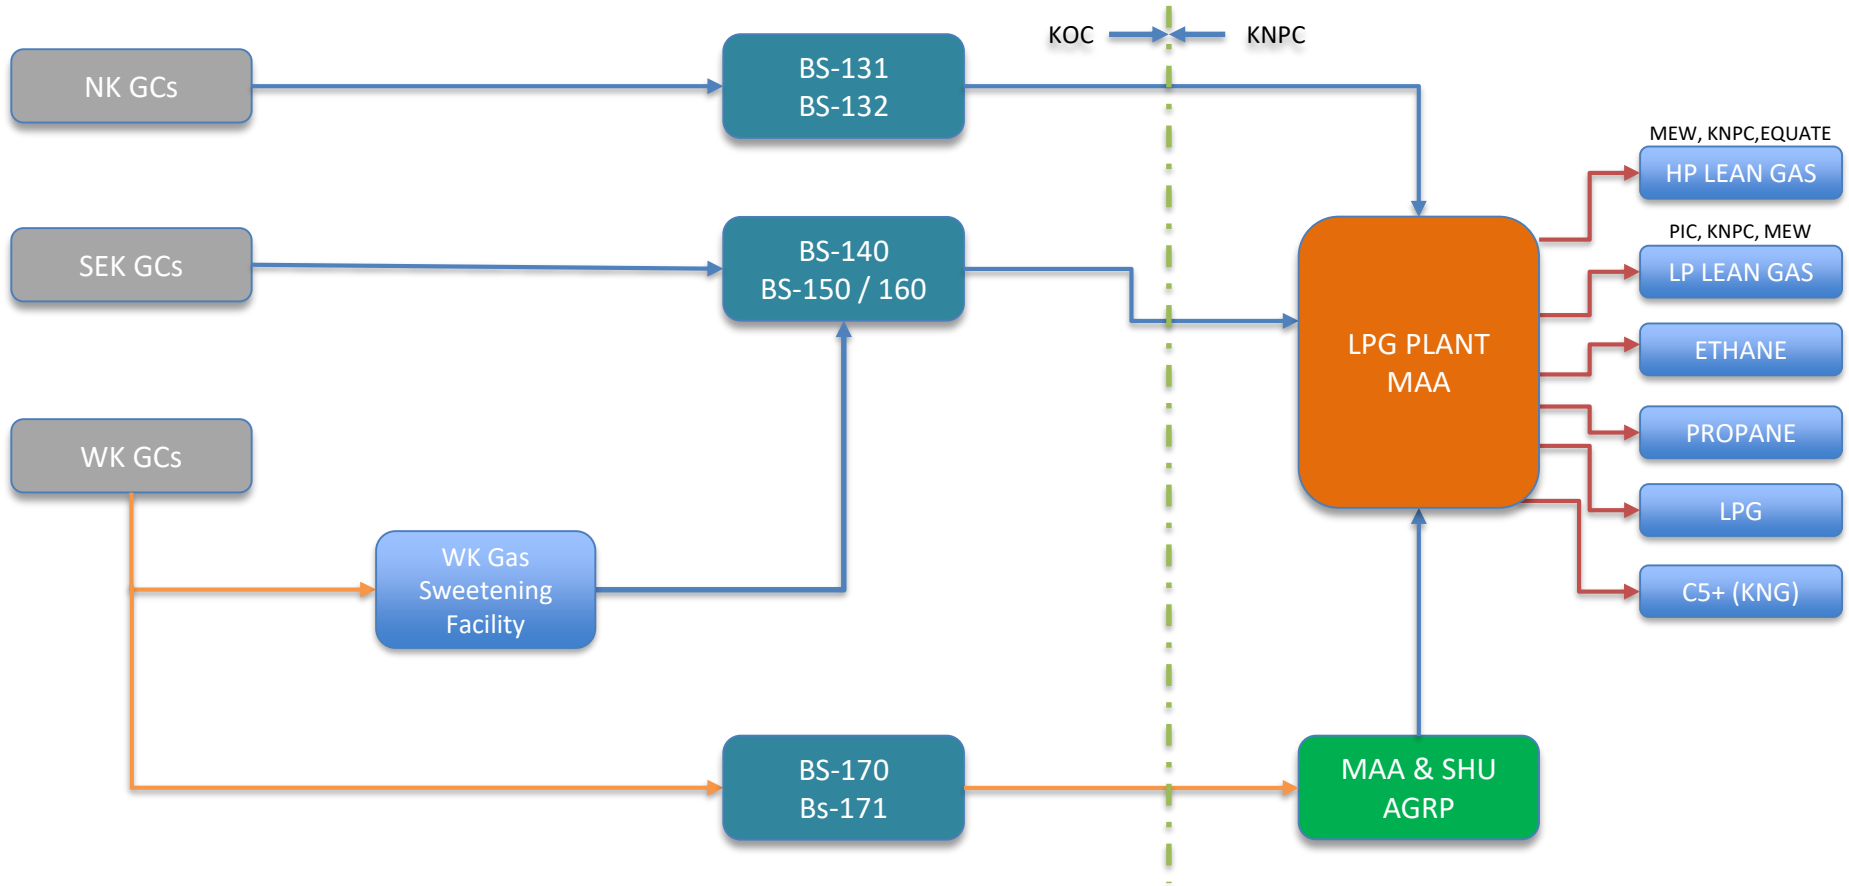 KOC
KNPC
NK GCs
BS-131
BS-132
MEW, KNPC,EQUATE
HP LEAN GAS
SEK GCs
BS-140
BS-150 / 160
PIC, KNPC, MEW
LP LEAN GAS
LPG PLANT
MAA
ETHANE
PROPANE
WK GCs
LPG
WK Gas
Sweetening
Facility
C5+ (KNG)
BS-170
Bs-171
MAA & SHU
AGRP